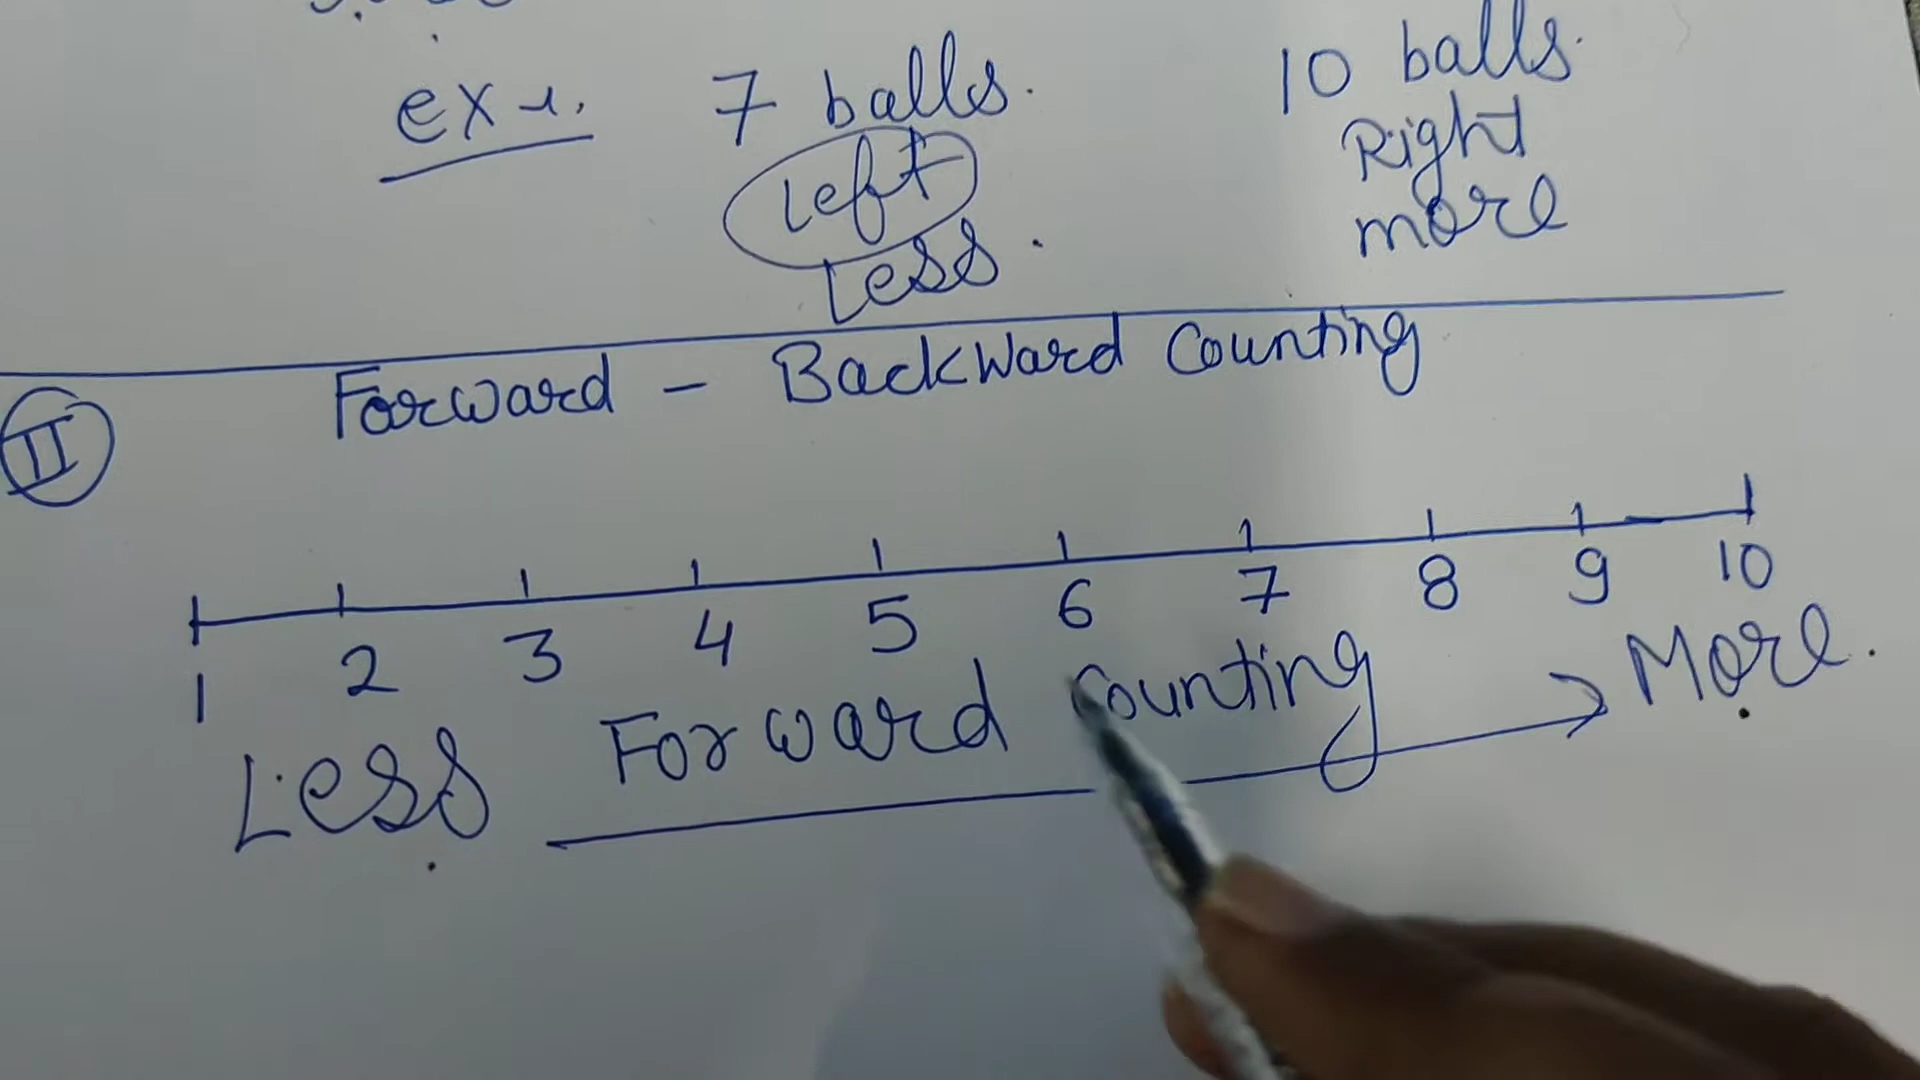 ex 1. 7 balls. 10 balls.
Left Right
Less. more
II Forward - Backward Counting
1 2 3 4 5 6 7 8 9 10
Less Forward Counting More.